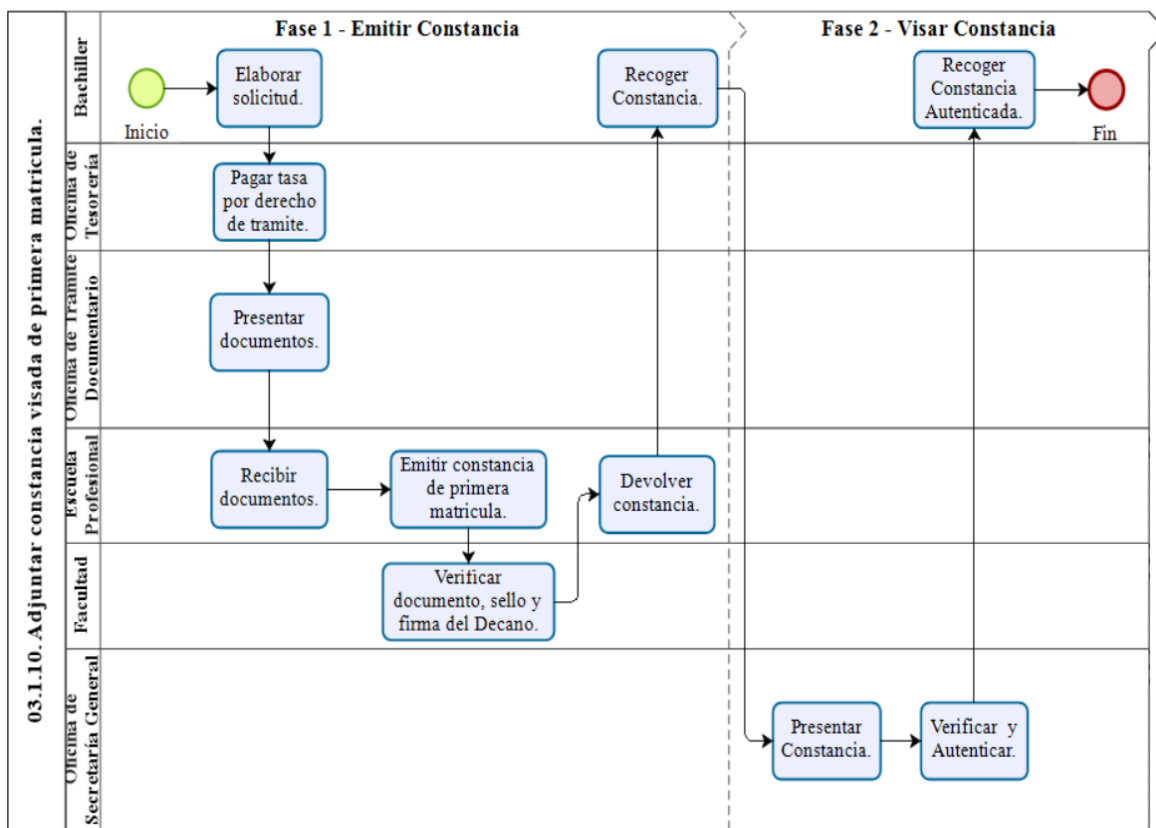 03.1.10. Adjuntar constancia visada de primera matricula.
Fase 1 - Emitir Constancia
Fase 2 - Visar Constancia
Bachiller
Inicio
Elaborar
solicitud.
Recoger
Constancia.
Recoger
Constancia
Autenticada.
Fin
Oficina de
Tesorería
Pagar tasa
por derecho
de tramite.
Oficina de Tramite
Documentario
Presentar
documentos.
Escuela
Profesional
Recibir
documentos.
Emitir constancia
de primera
matricula.
Devolver
constancia.
Facultad
Verificar
documento, sello y
firma del Decano.
Oficina de
Secretaría General
Presentar
Constancia.
Verificar y
Autenticar.